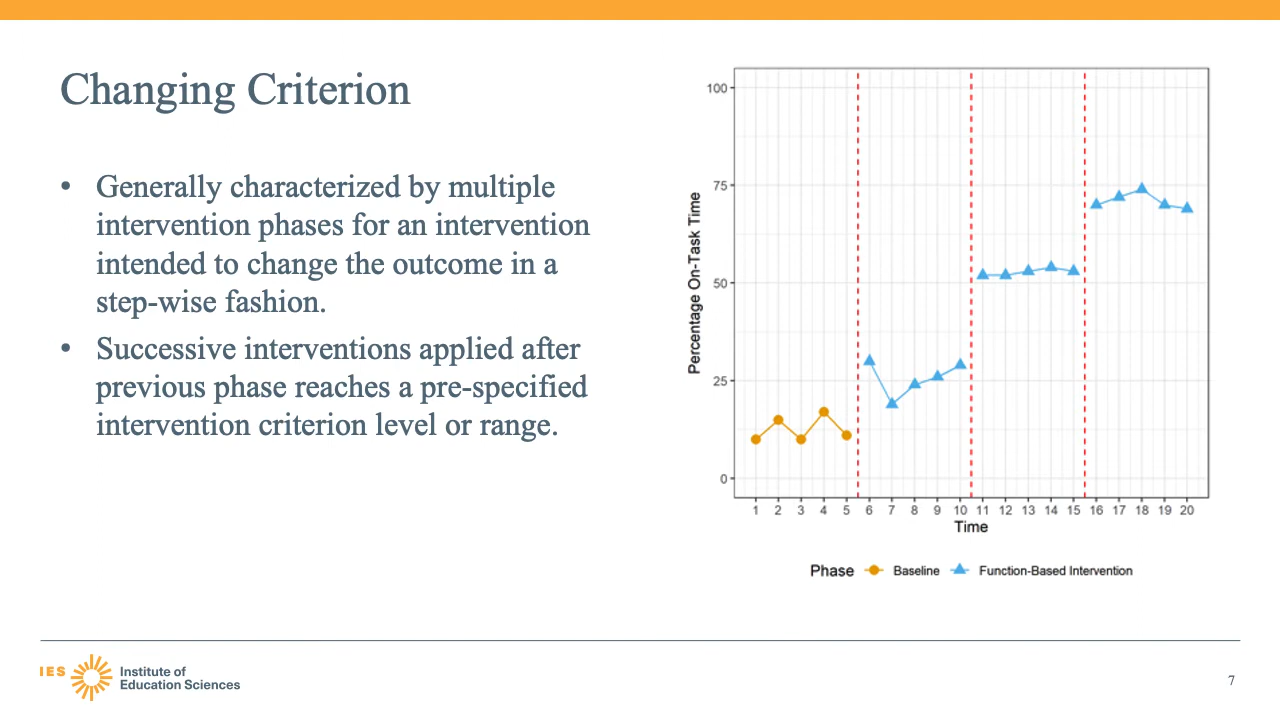 Changing Criterion
• Generally characterized by multiple
intervention phases for an intervention
intended to change the outcome in a
step-wise fashion.
• Successive interventions applied after
previous phase reaches a pre-specified
intervention criterion level or range.
Percentage On-Task Time
100
75
50
25
0
1 2 3 4 5 6 7 8 9 10 11 12 13 14 15 16 17 18 19 20
Time
Phase Baseline Function-Based Intervention
IES Institute of
Education Sciences
7